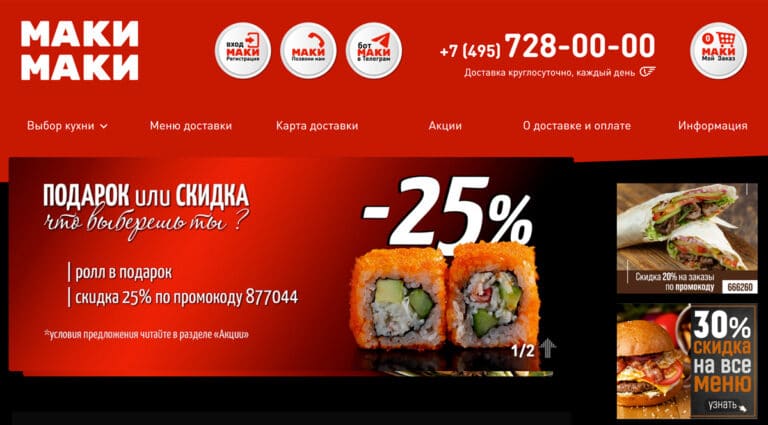 МАКИ
МАКИ
вход
МАКИ
Регистрация
МАКИ
Позвони нам
бот
МАКИ
в Телеграм
+7 (495) 728-00-00
Доставка круглосуточно, каждый день
0
МАКИ
Мой Заказ
Выбор кухни
Меню доставки
Карта доставки
Акции
О доставке и оплате
Информация
ПОДАРОК или СКИДКА
что выберешь ты ?
-25%
ролл в подарок
скидка 25% по промокоду 877044
*условия предложения читайте в разделе «Акции»
1/2
Скидка 20% на заказы
по промокоду 666260
30%
СКИДКА
НА ВСЕ
МЕНЮ
узнать